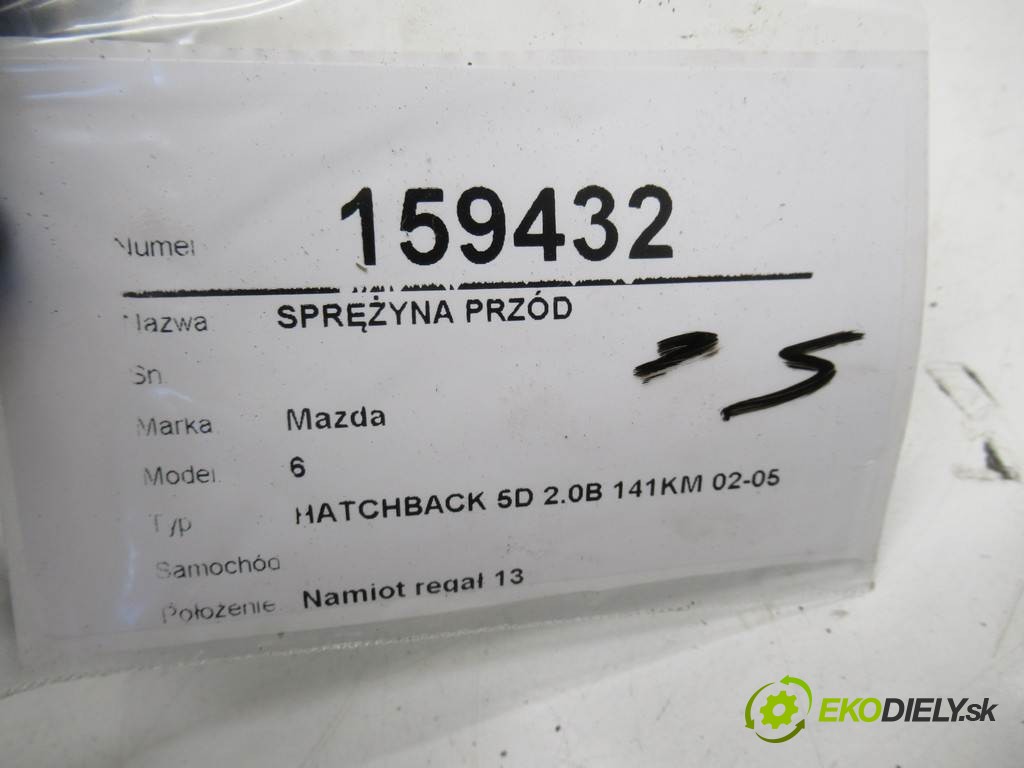 Numer 159432
Nazwa SPRĘŻYNA PRZÓD
Sn
Marka Mazda
Model 6
Typ HATCHBACK 5D 2.0B 141KM 02-05
Samochód
Położenie Namiot regał 13
EKODIELY.sk